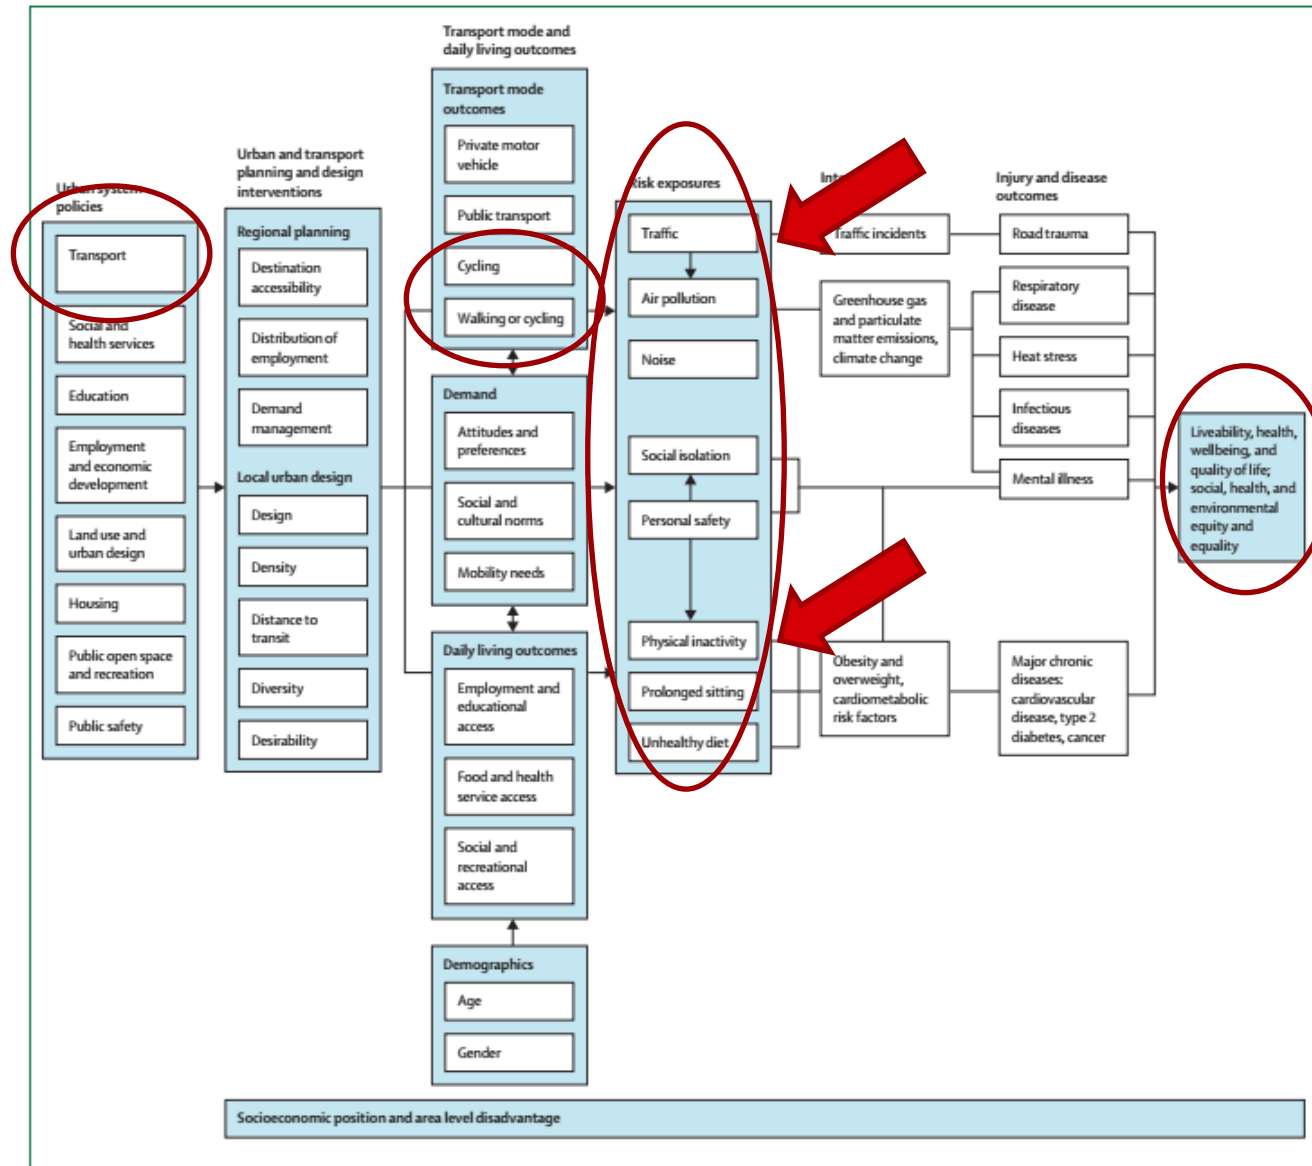 Urban system
policies
Transport
Social and
health services
Education
Employment
and economic
development
Land use and
urban design
Housing
Public open space
and recreation
Public safety
Urban and transport
planning and design
interventions
Regional planning
Destination
accessibility
Distribution of
employment
Demand
management
Local urban design
Design
Density
Distance to
transit
Diversity
Desirability
Transport mode and
daily living outcomes
Transport mode
outcomes
Private motor
vehicle
Public transport
Cycling
Walking or cycling
Demand
Attitudes and
preferences
Social and
cultural norms
Mobility needs
Daily living outcomes
Employment and
educational
access
Food and health
service access
Social and
recreational
access
Demographics
Age
Gender
Risk exposures
Traffic
Air pollution
Noise
Social isolation
Personal safety
Physical inactivity
Prolonged sitting
Unhealthy diet
Traffic incidents
Greenhouse gas
and particulate
matter emissions,
climate change
Obesity and
overweight,
cardiometabolic
risk factors
Injury and disease
outcomes
Road trauma
Respiratory
disease
Heat stress
Infectious
diseases
Mental illness
Major chronic
diseases:
cardiovascular
disease, type 2
diabetes, cancer
Liveability, health,
wellbeing, and
quality of life;
social, health, and
environmental
equity and
equality
Socioeconomic position and area level disadvantage